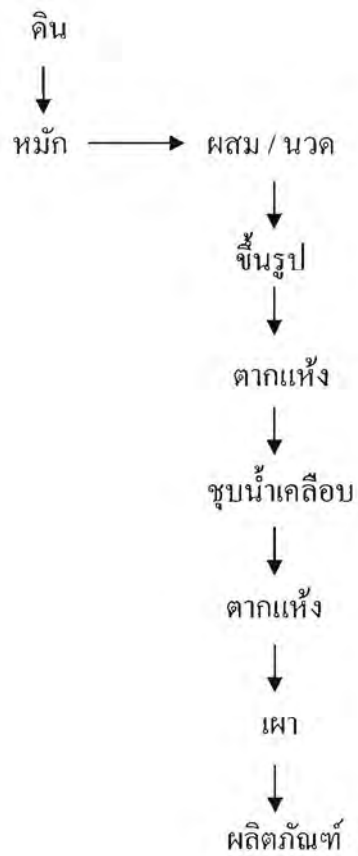 ดิน
หมัก
ผสม / นวด
ขึ้นรูป
ตากแห้ง
ชุบน้ำเคลือบ
ตากแห้ง
เผา
ผลิตภัณฑ์